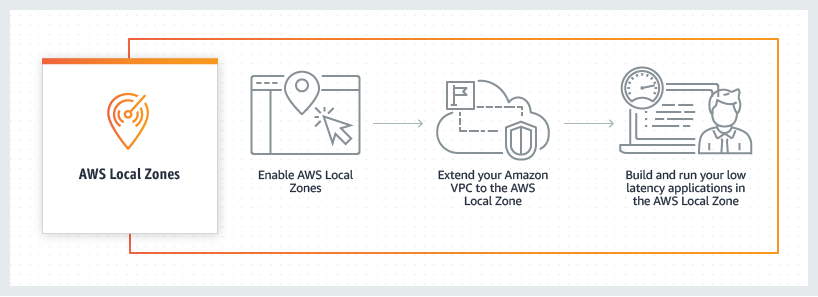 AWS Local Zones
Enable AWS Local
Zones
Extend your Amazon
VPC to the AWS
Local Zone
Build and run your low
latency applications in
the AWS Local Zone